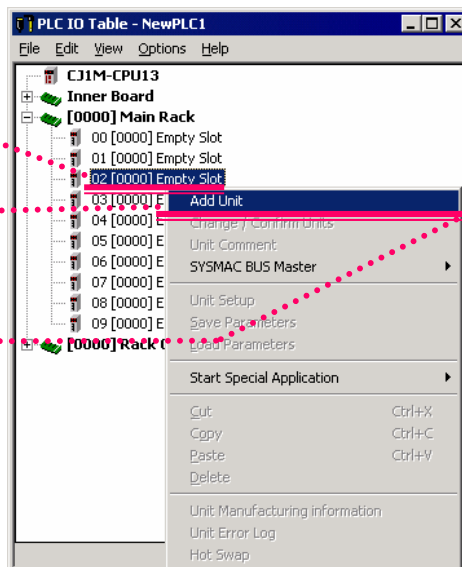 PLC IO Table - NewPLC1
File Edit View Options Help
CJ1M-CPU13
Inner Board
[0000] Main Rack
00 [0000] Empty Slot
01 [0000] Empty Slot
02 [0000] Empty Slot
03 [0000] E
04 [0000] E
05 [0000] E
06 [0000] E
07 [0000] E
08 [0000] E
09 [0000] E
[0000] Rack
Add Unit
Change / Confirm Units
Unit Comment
SYSMAC BUS Master
Unit Setup
Save Parameters
Load Parameters
Start Special Application
Cut Ctrl+X
Copy Ctrl+C
Paste Ctrl+V
Delete
Unit Manufacturing information
Unit Error Log
Hot Swap